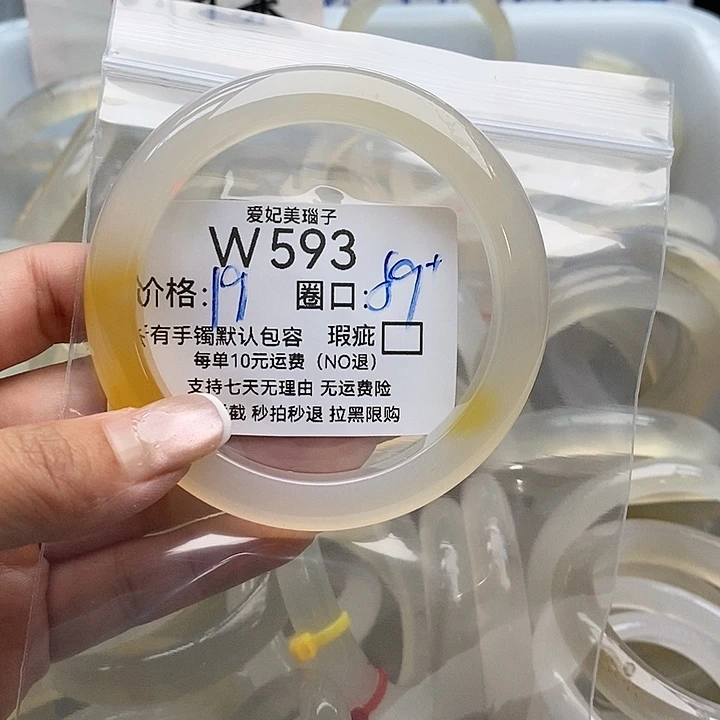 爱妃美瑙子
W593
价格:19 圈口:59+
有手镯默认包容 瑕疵
每单10元运费（NO退）
支持七天无理由 无运费险
截 秒拍秒退 拉黑限购